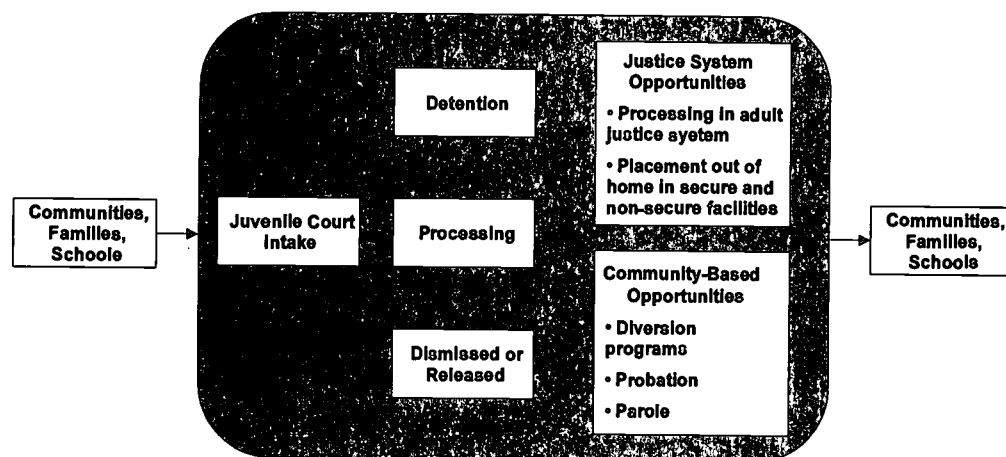 Communities,
Families,
Schoole
Juvenile Court
Intake
Detention
Processing
Dismissed or
Released
Justice System
Opportunities
• Processing in adult
justice syetem
• Placement out of
home in secure and
non-secure facilities
Community-Based
Opportunities
• Diversion
programs
• Probation
• Parole
Communities,
Families,
Schools